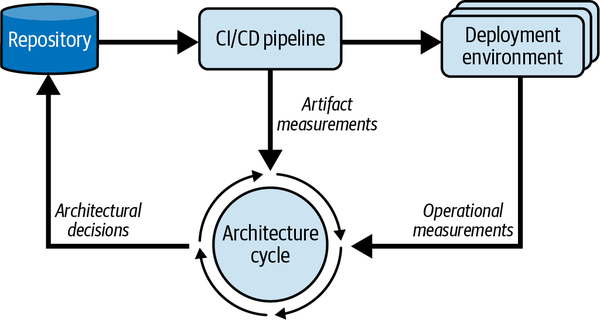 Repository
CI/CD pipeline
Deployment
environment
Artifact
measurements
Architectural
decisions
Architecture
cycle
Operational
measurements